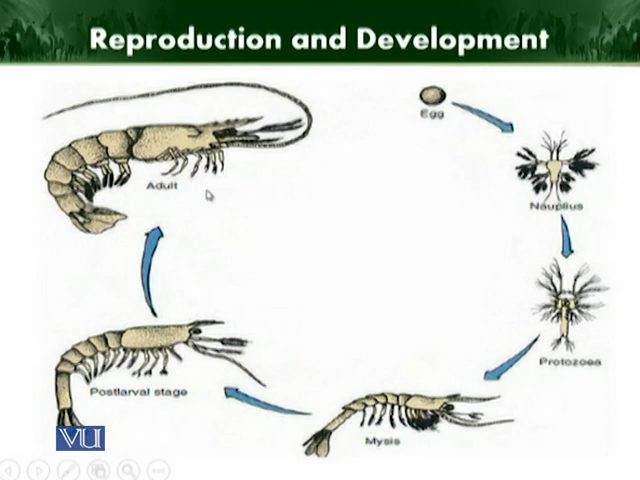 Reproduction and Development
Egg
Adult
Nauplius
Protozoea
Postlarval stage
Mysis
VU